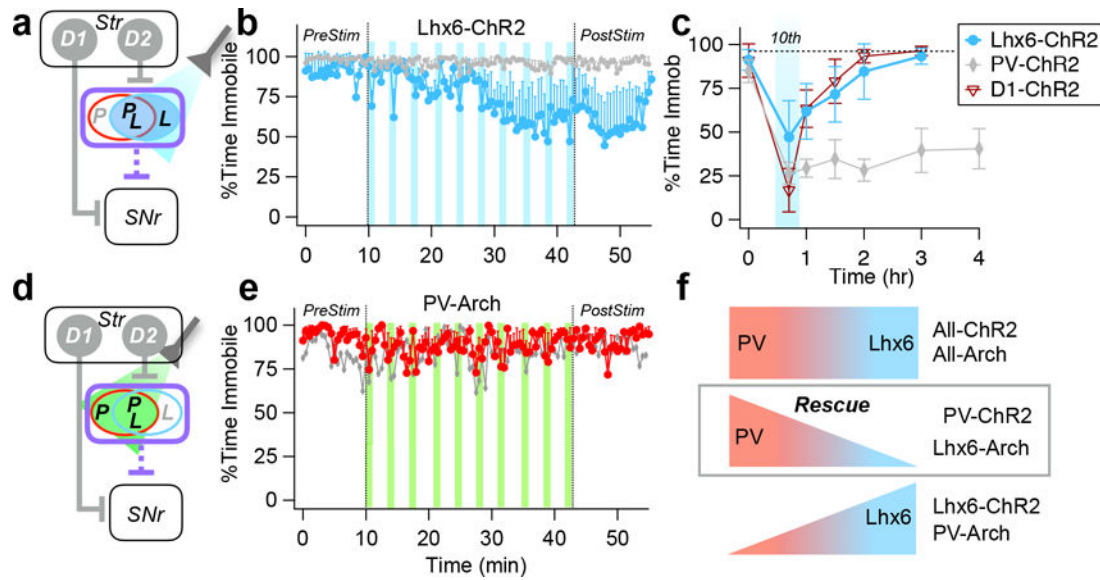 a
Str
D1
D2
P
P
L
L
SNr
b
PreStim
Lhx6-ChR2
PostStim
%Time Immobile
100
75
50
25
0
0
10
20
30
40
50
c
10th
%Time Immob
100
75
50
25
0
0
1
2
3
4
Time (hr)
Lhx6-ChR2
PV-ChR2
D1-ChR2
d
Str
D1
D2
P
P
L
L
SNr
e
PreStim
PV-Arch
PostStim
%Time Immobile
100
75
50
25
0
0
10
20
30
40
50
Time (min)
f
PV
Lhx6
All-ChR2
All-Arch
Rescue
PV
PV-ChR2
Lhx6-Arch
Lhx6
Lhx6-ChR2
PV-Arch